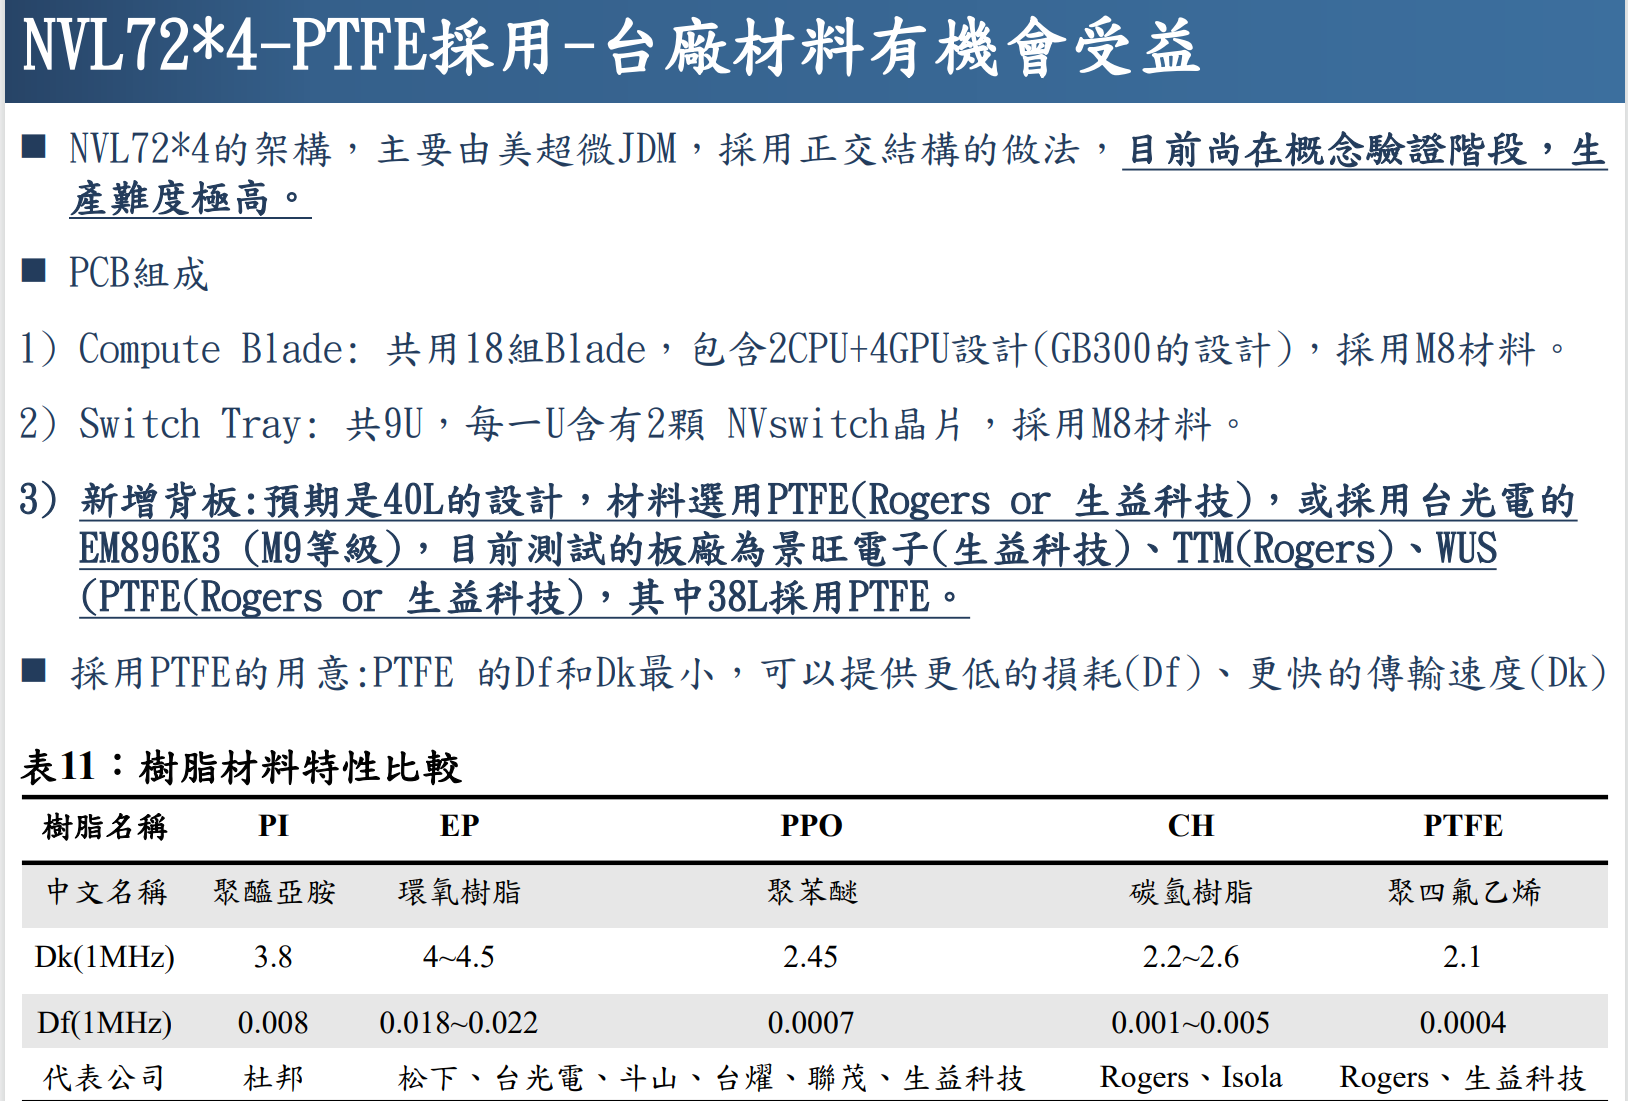 NVL72*4-PTFE採用-台廠材料有機會受益
■ NVL72*4的架構，主要由美超微JDM，採用正交結構的做法，目前尚在概念驗證階段，生
產難度極高。
■ PCB組成
1) Compute Blade: 共用18組Blade，包含2CPU+4GPU設計(GB300的設計)，採用M8材料。
2) Switch Tray: 共9U，每一U含有2顆 NVswitch晶片，採用M8材料。
3) 新增背板:預期是40L的設計，材料選用PTFE(Rogers or 生益科技)，或採用台光電的
EM896K3 (M9等級)，目前測試的板廠為景旺電子(生益科技)、TTM(Rogers)、WUS
(PTFE(Rogers or 生益科技)，其中38L採用PTFE。
■ 採用PTFE的用意:PTFE 的Df和Dk最小，可以提供更低的損耗(Df)、更快的傳輸速度(Dk)
表11：樹脂材料特性比較
樹脂名稱 PI EP PPO CH PTFE
中文名稱 聚醯亞胺 環氧樹脂 聚苯醚 碳氫樹脂 聚四氟乙烯
Dk(1MHz) 3.8 4~4.5 2.45 2.2~2.6 2.1
Df(1MHz) 0.008 0.018~0.022 0.0007 0.001~0.005 0.0004
代表公司 杜邦 松下、台光電、斗山、台燿、聯茂、生益科技 Rogers、Isola Rogers、生益科技